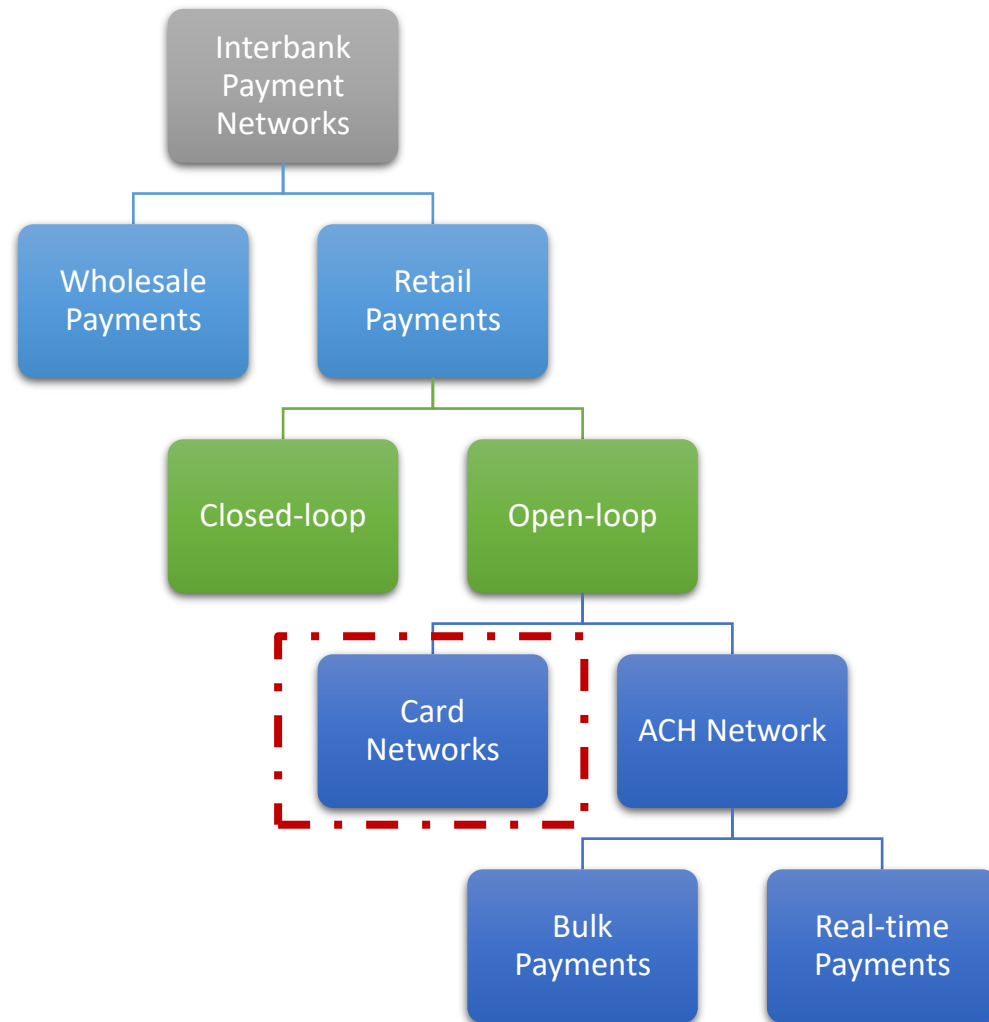 Interbank
Payment
Networks
Wholesale
Payments
Retail
Payments
Closed-loop
Open-loop
Card
Networks
ACH Network
Bulk
Payments
Real-time
Payments